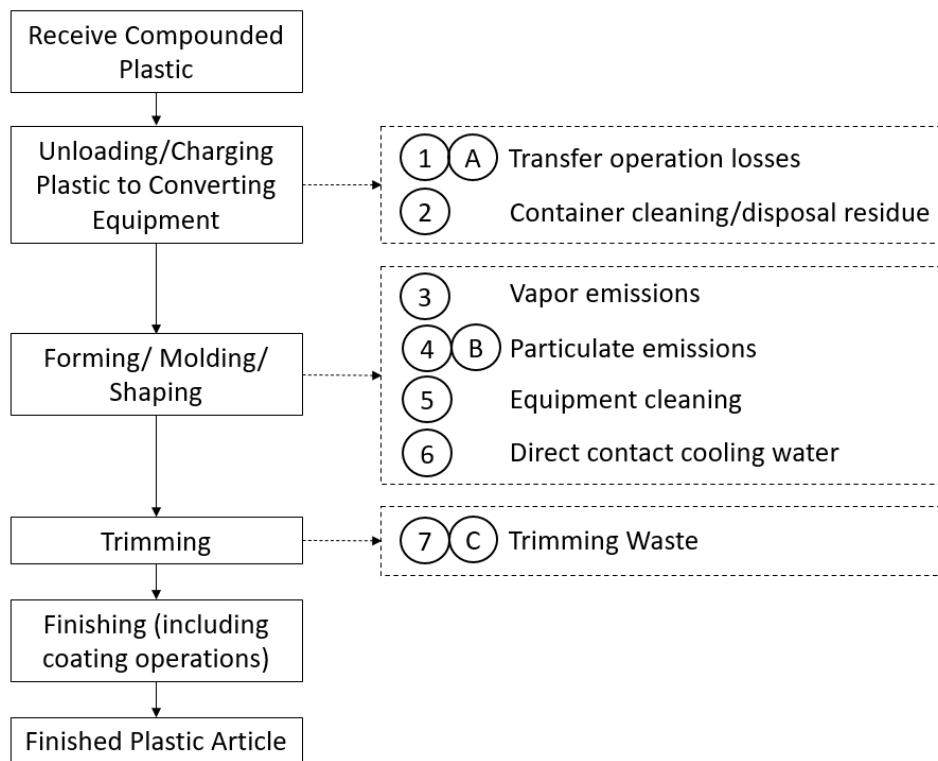 Receive Compounded
Plastic
Unloading/Charging
Plastic to Converting
Equipment
1 A Transfer operation losses
2 Container cleaning/disposal residue
3 Vapor emissions
Forming/ Molding/
Shaping
4 B Particulate emissions
5 Equipment cleaning
6 Direct contact cooling water
Trimming
7 C Trimming Waste
Finishing (including
coating operations)
Finished Plastic Article